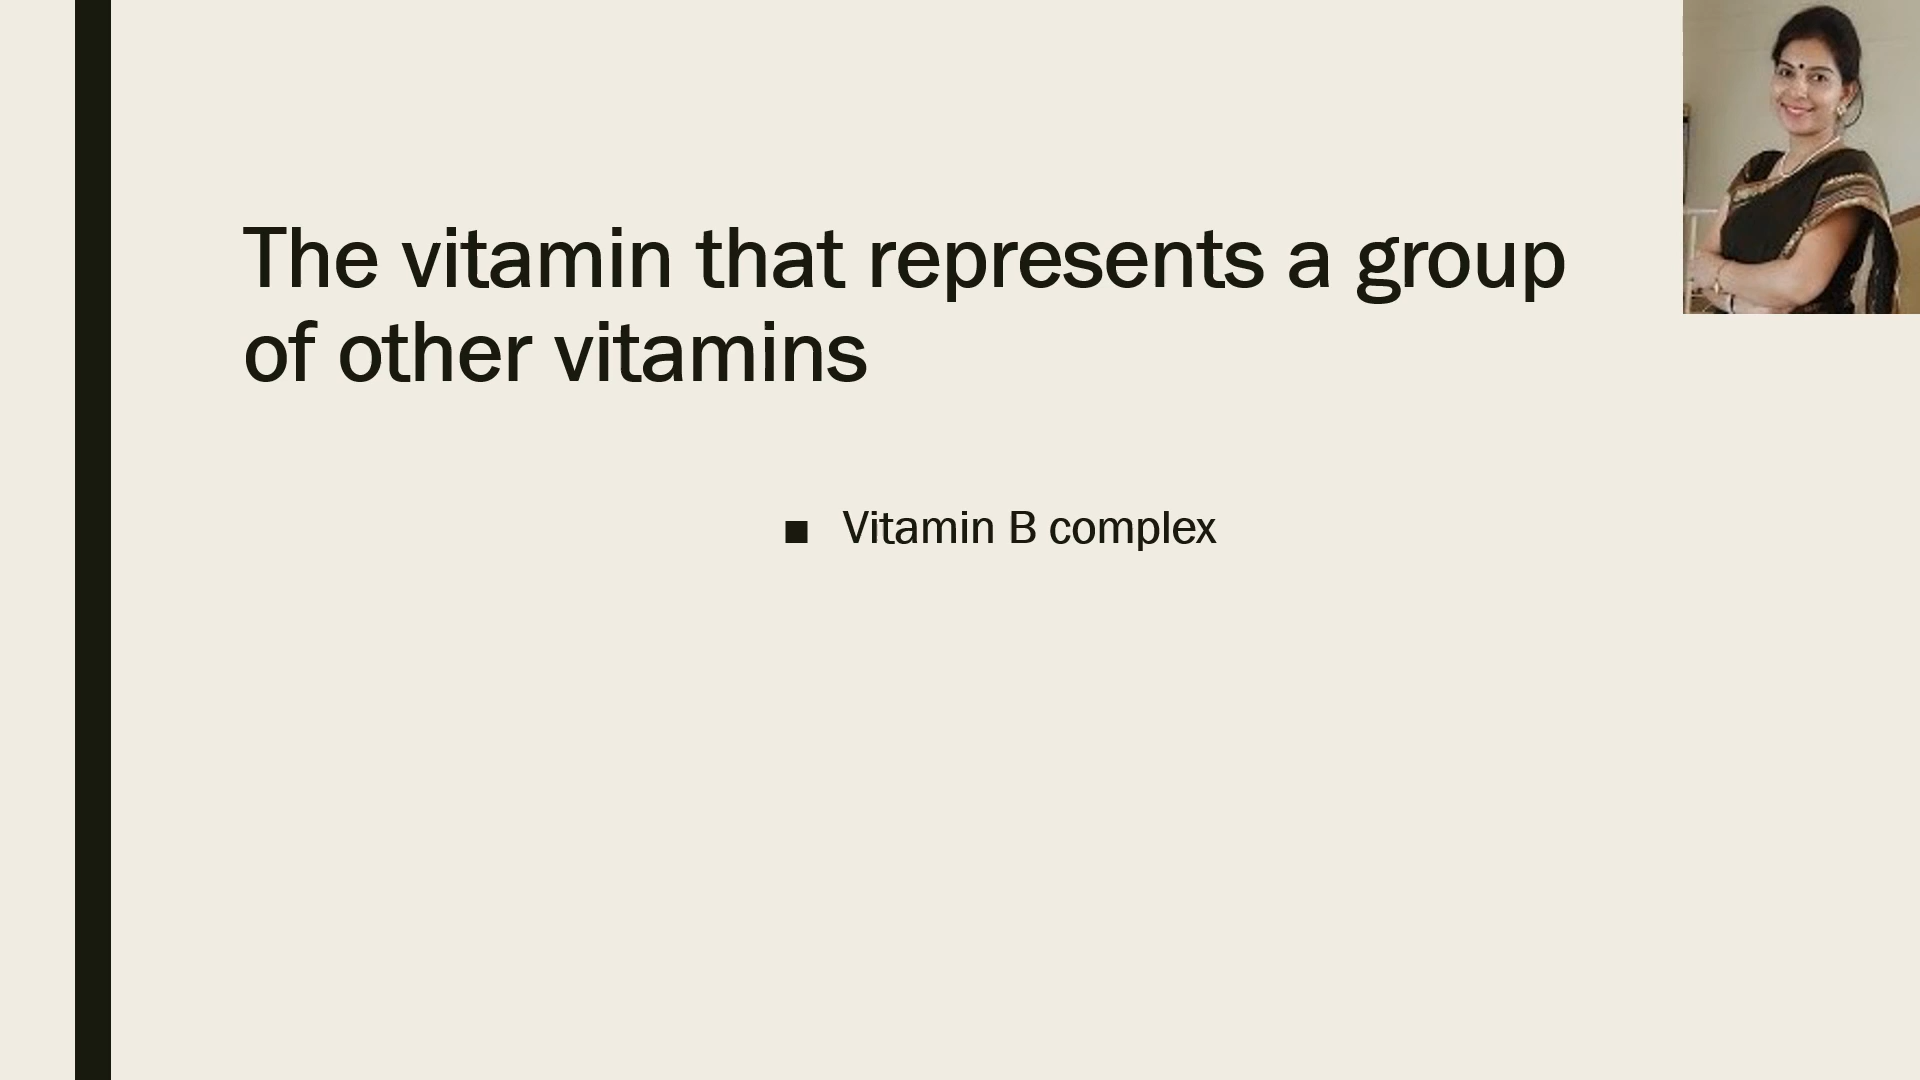 The vitamin that represents a group
of other vitamins
▪ Vitamin B complex